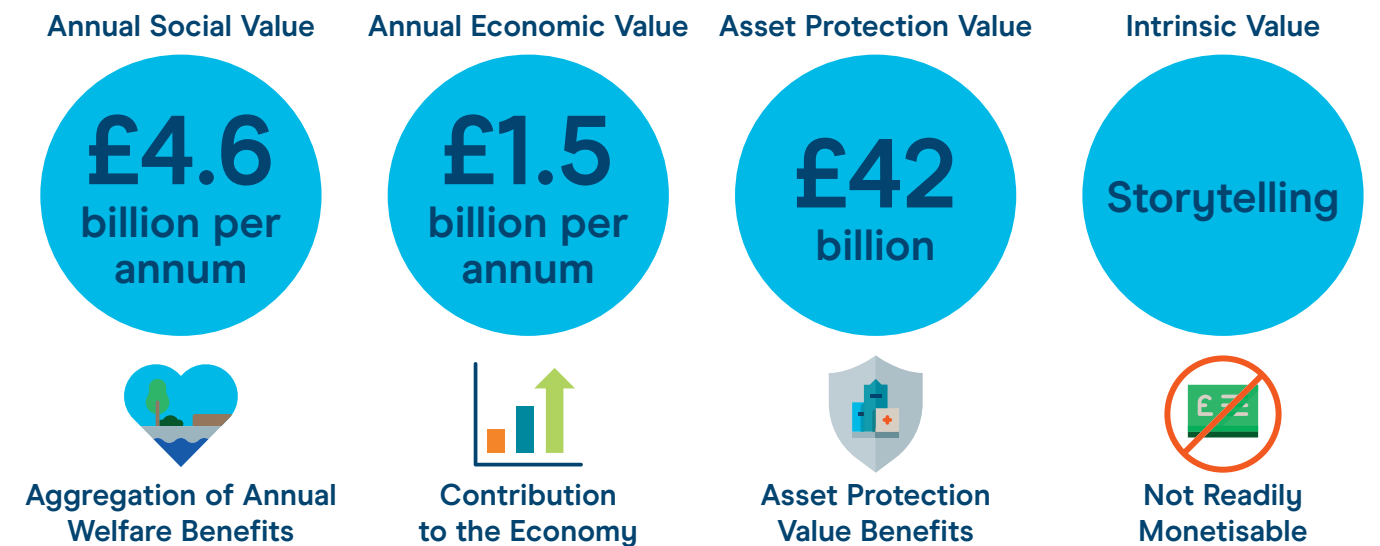 Annual Social Value
£4.6
billion per
annum
Aggregation of Annual
Welfare Benefits
Annual Economic Value
£1.5
billion per
annum
Contribution
to the Economy
Asset Protection Value
£42
billion
Asset Protection
Value Benefits
Intrinsic Value
Storytelling
£
Not Readily
Monetisable